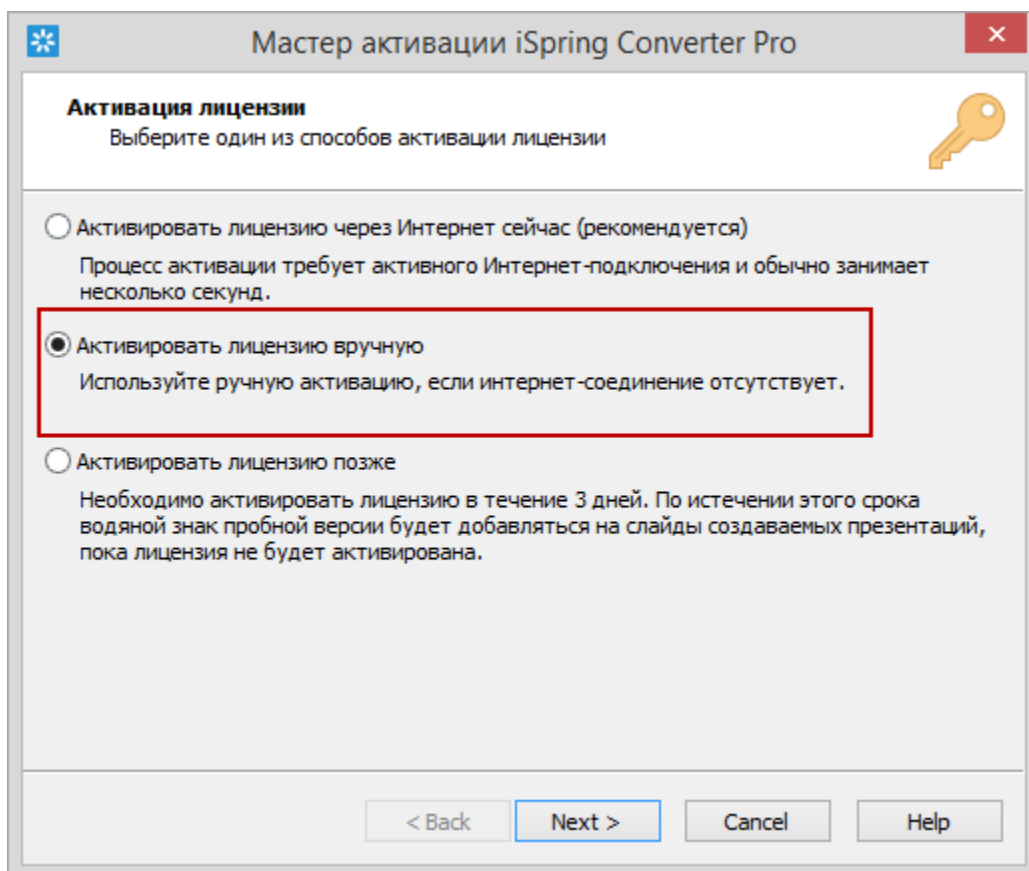 Мастер активации iSpring Converter Pro
Активация лицензии
Выберите один из способов активации лицензии
Активировать лицензию через Интернет сейчас (рекомендуется)
Процесс активации требует активного Интернет-подключения и обычно занимает
несколько секунд.
Активировать лицензию вручную
Используйте ручную активацию, если интернет-соединение отсутствует.
Активировать лицензию позже
Необходимо активировать лицензию в течение 3 дней. По истечении этого срока
водяной знак пробной версии будет добавляться на слайды создаваемых презентаций,
пока лицензия не будет активирована.
< Back Next > Cancel Help